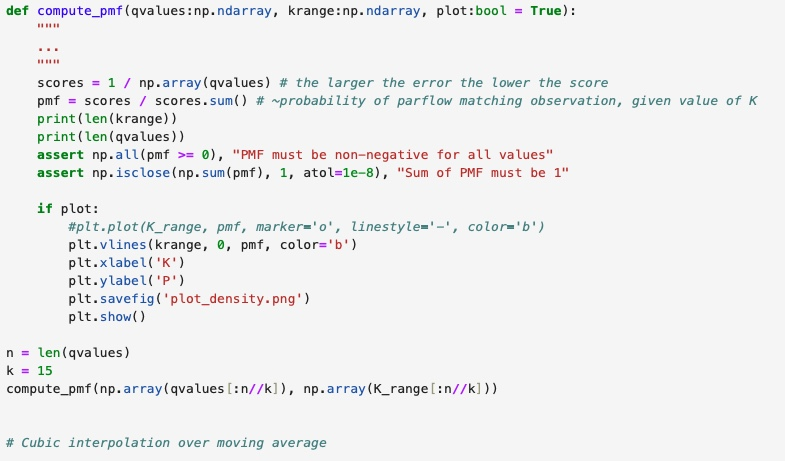 def compute_pmf(qvalues:np.ndarray, krange:np.ndarray, plot:bool = True):
    """
    ...
    """
    scores = 1 / np.array(qvalues) # the larger the error the lower the score
    pmf = scores / scores.sum() # ~probability of parflow matching observation, given value of K
    print(len(krange))
    print(len(qvalues))
    assert np.all(pmf >= 0), "PMF must be non-negative for all values"
    assert np.isclose(np.sum(pmf), 1, atol=1e-8), "Sum of PMF must be 1"

    if plot:
        #plt.plot(K_range, pmf, marker='o', linestyle='-', color='b')
        plt.vlines(krange, 0, pmf, color='b')
        plt.xlabel('K')
        plt.ylabel('P')
        plt.savefig('plot_density.png')
        plt.show()

n = len(qvalues)
k = 15
compute_pmf(np.array(qvalues[:n//k]), np.array(K_range[:n//k]))

# Cubic interpolation over moving average